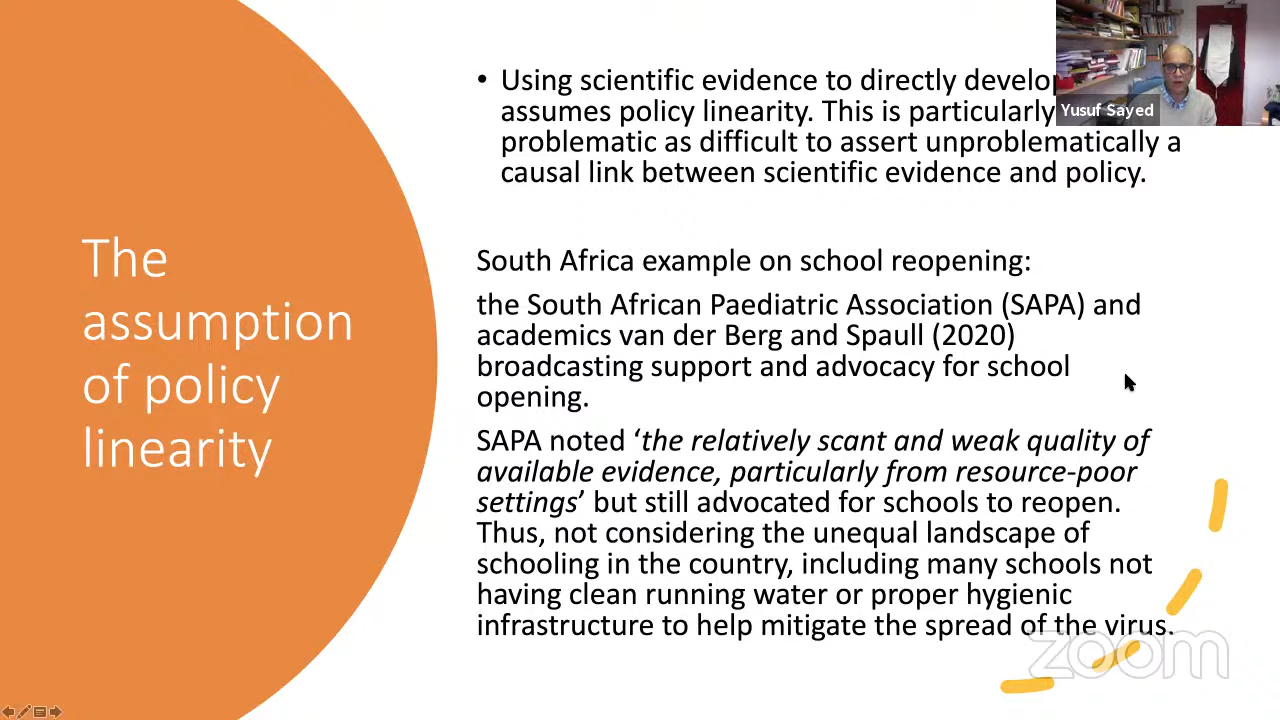 The
assumption
of policy
linearity
• Using scientific evidence to directly develop
assumes policy linearity. This is particularly
problematic as difficult to assert unproblematically a
causal link between scientific evidence and policy.
South Africa example on school reopening:
the South African Paediatric Association (SAPA) and
academics van der Berg and Spaull (2020)
broadcasting support and advocacy for school
opening.
SAPA noted ‘the relatively scant and weak quality of
available evidence, particularly from resource-poor
settings’ but still advocated for schools to reopen.
Thus, not considering the unequal landscape of
schooling in the country, including many schools not
having clean running water or proper hygienic
infrastructure to help mitigate the spread of the virus.
Yusuf Sayed
zoom